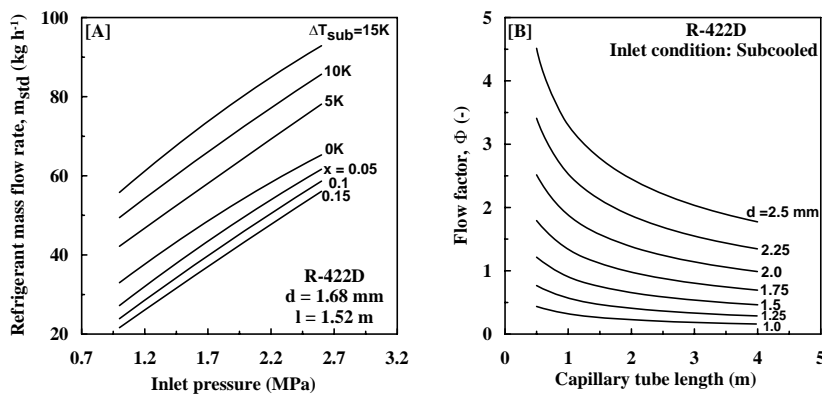 [A]
ΔT_sub=15K
10K
5K
0K
x = 0.05
0.1
0.15
R-422D
d = 1.68 mm
l = 1.52 m
100
80
60
40
20
0.7 1.2 1.7 2.2 2.7 3.2
Inlet pressure (MPa)
Refrigerant mass flow rate, m_std (kg h⁻¹)
[B]
R-422D
Inlet condition: Subcooled
d =2.5 mm
2.25
2.0
1.75
1.5
1.25
1.0
5
4
3
2
1
0
0 1 2 3 4 5
Capillary tube length (m)
Flow factor, Φ (-)